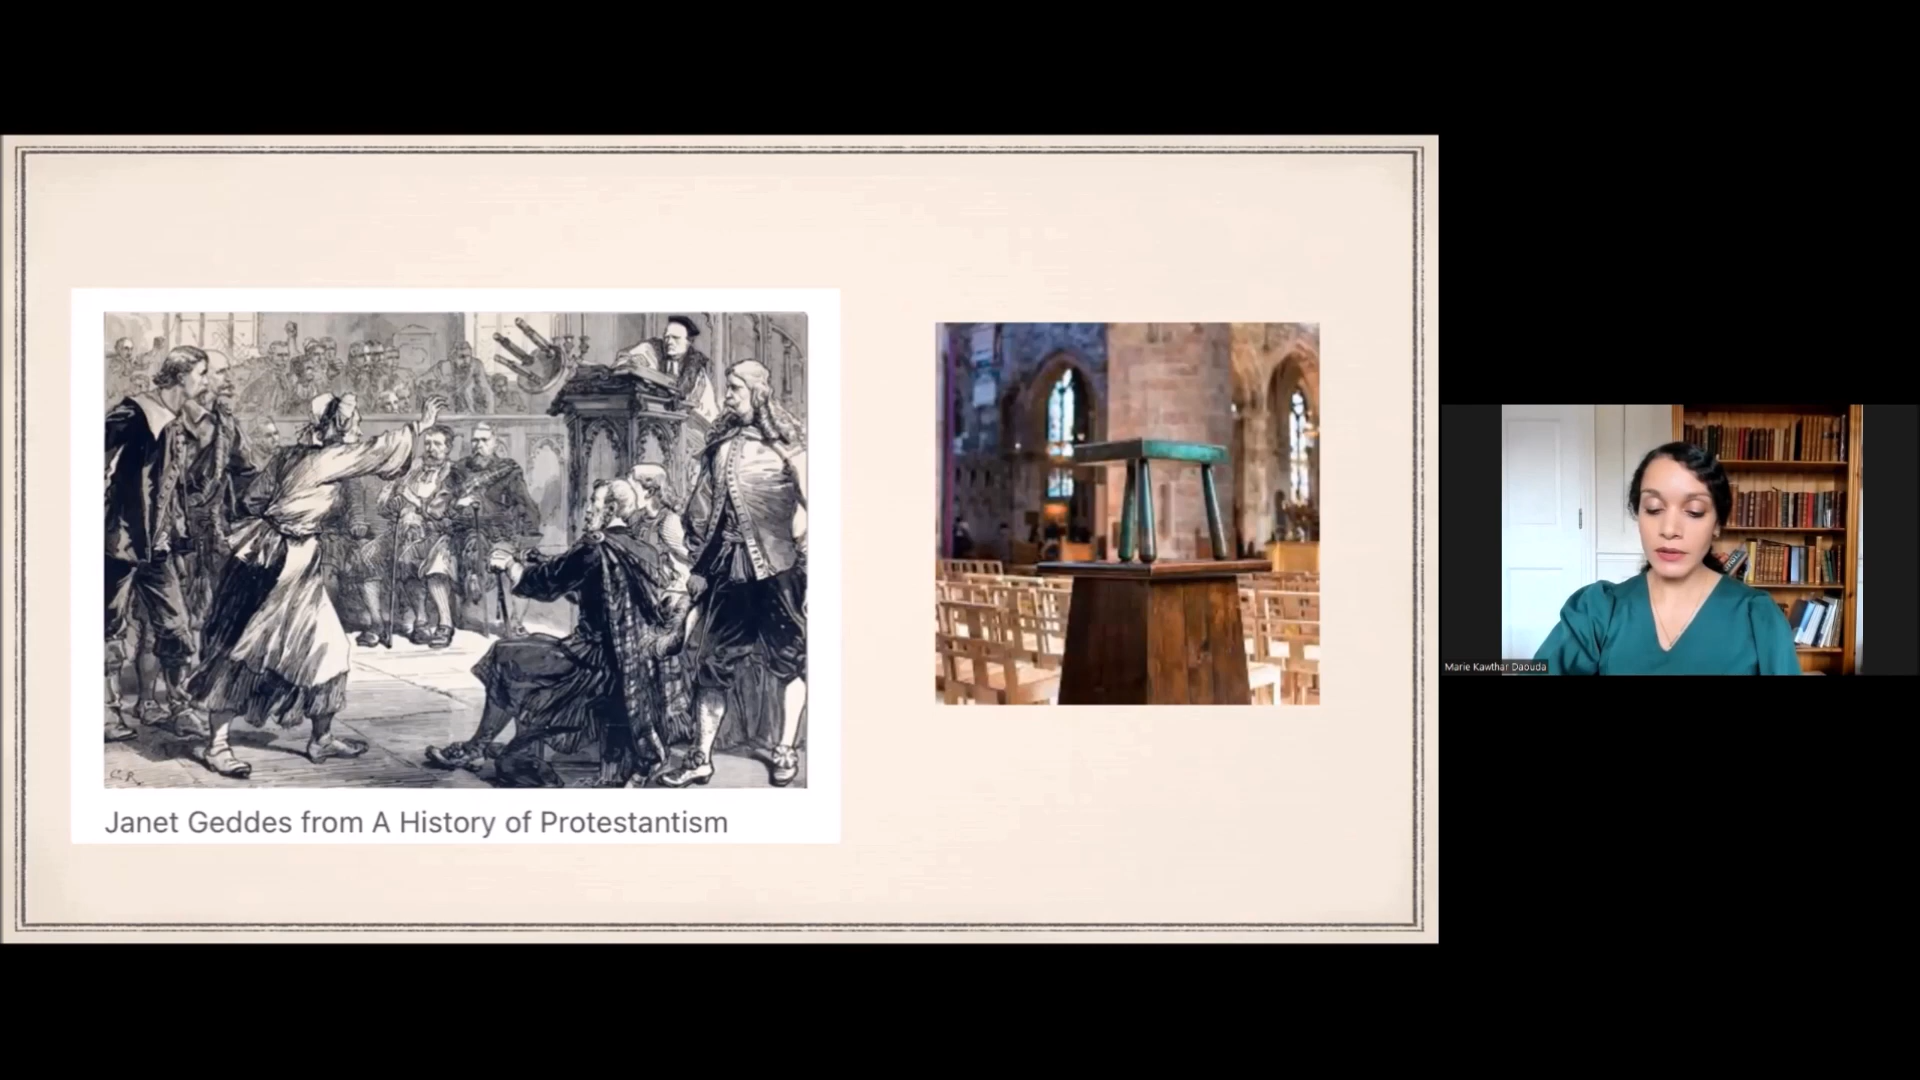 C.R.
Janet Geddes from A History of Protestantism
Marie Kawthar Daouda